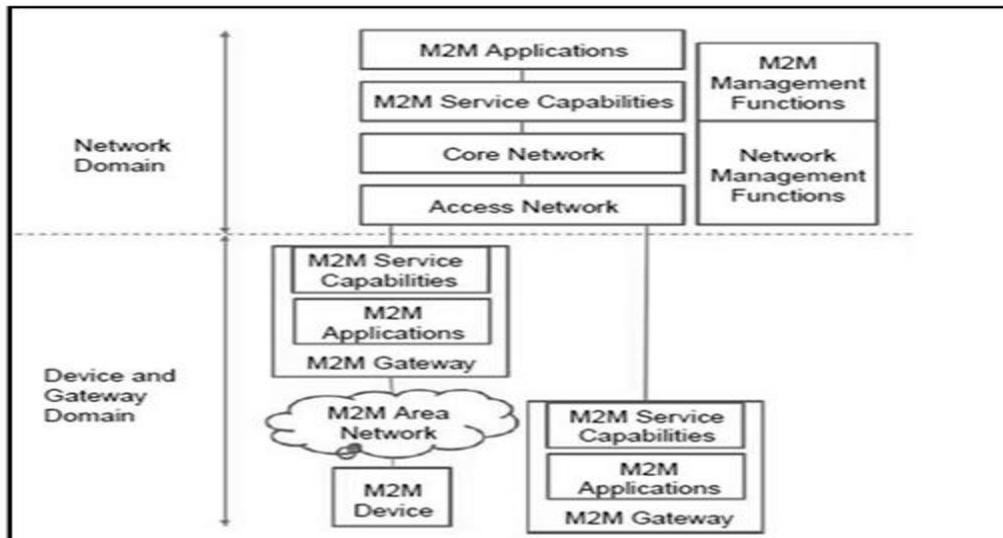 Network
Domain
M2M Applications
M2M Service Capabilities
Core Network
Access Network
M2M
Management
Functions
Network
Management
Functions
Device and
Gateway
Domain
M2M Service
Capabilities
M2M
Applications
M2M Gateway
M2M Area
Network
M2M
Device
M2M Service
Capabilities
M2M
Applications
M2M Gateway